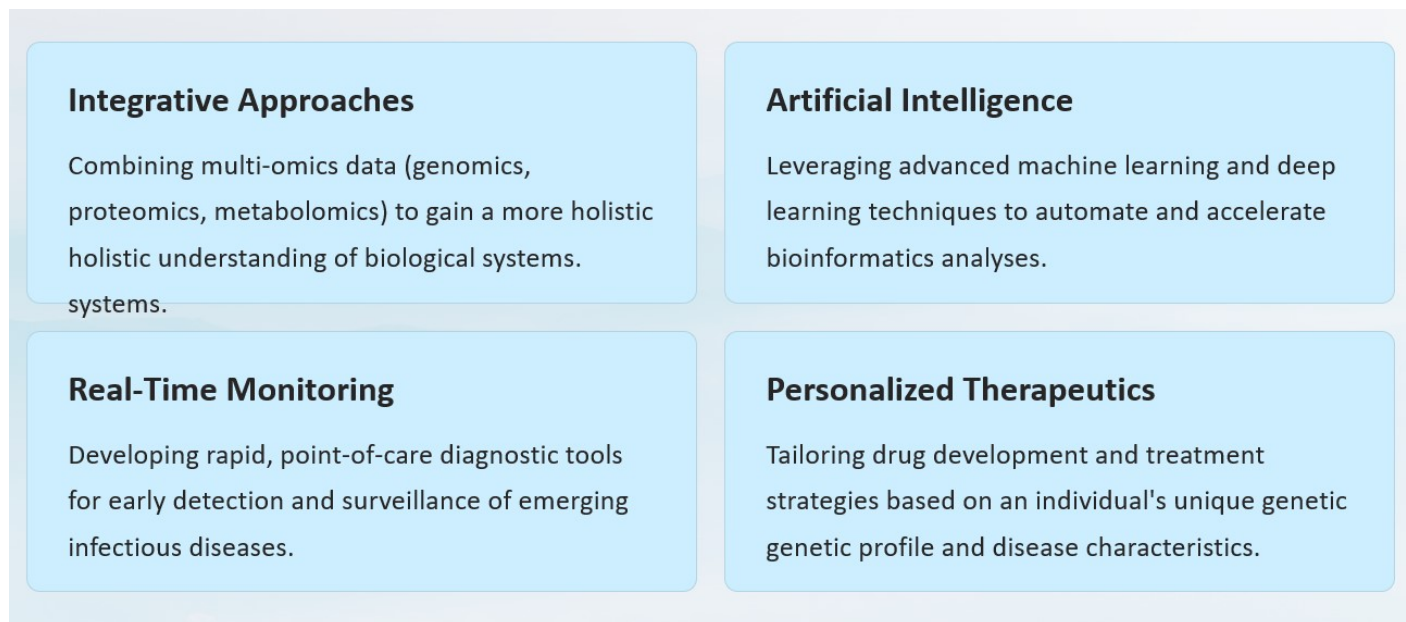 Integrative Approaches
Combining multi-omics data (genomics,
proteomics, metabolomics) to gain a more holistic
holistic understanding of biological systems.
systems.
Artificial Intelligence
Leveraging advanced machine learning and deep
learning techniques to automate and accelerate
bioinformatics analyses.
Real-Time Monitoring
Developing rapid, point-of-care diagnostic tools
for early detection and surveillance of emerging
infectious diseases.
Personalized Therapeutics
Tailoring drug development and treatment
strategies based on an individual's unique genetic
genetic profile and disease characteristics.